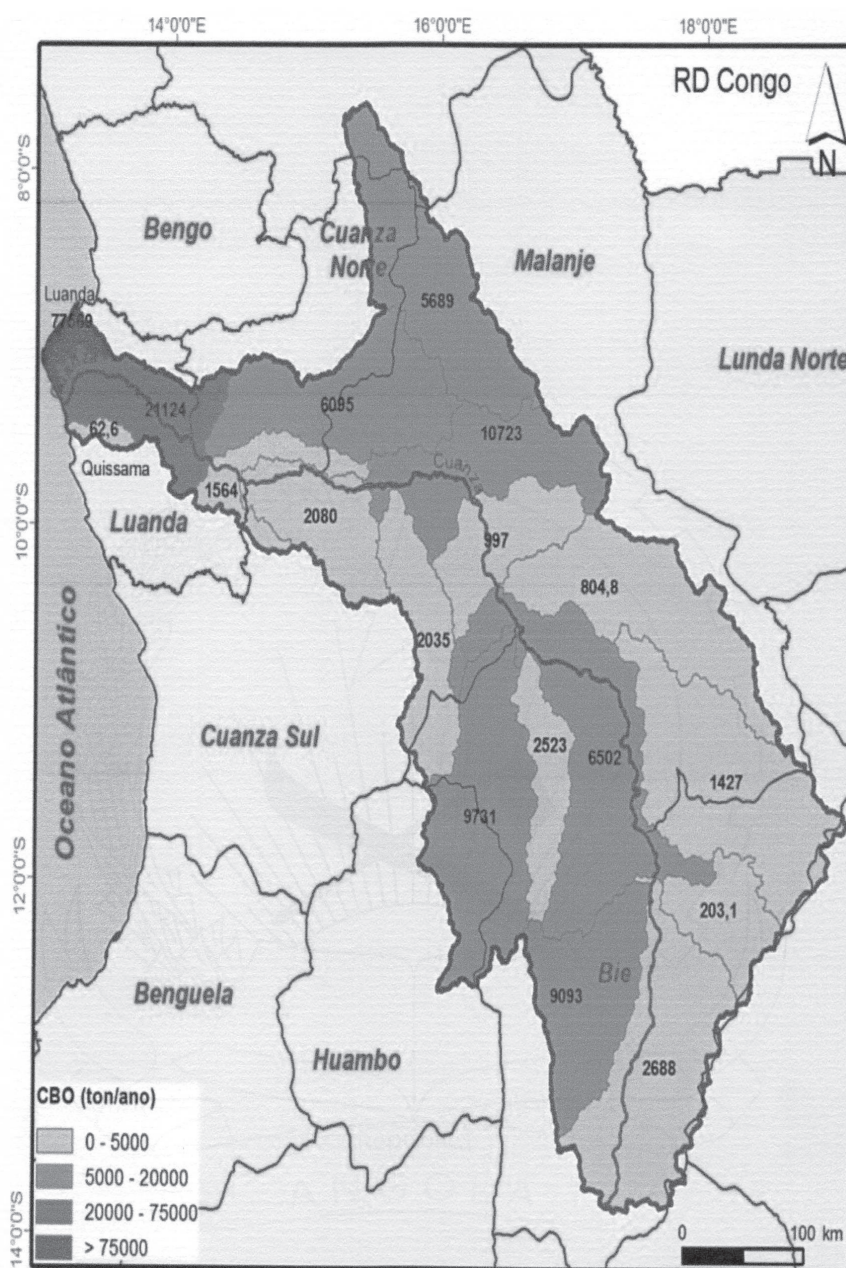 14°0'0"E 16°0'0"E 18°0'0"E
RD Congo
N
8°0'0"S
Bengo
Cuanza
Norte
Malanje
Luanda
5689
Lunda Norte
21124
6095
62,6
10723
Quissama
1564
Luanda
2080
997
10°0'0"S
804,8
2035
Oceano Atlântico
Cuanza Sul
2523
6502
1427
9731
12°0'0"S
203,1
Bie
Benguela
9093
Huambo
2688
CBO (ton/ano)
0 - 5000
5000 - 20000
20000 - 75000
> 75000
14°0'0"S
0 100 km